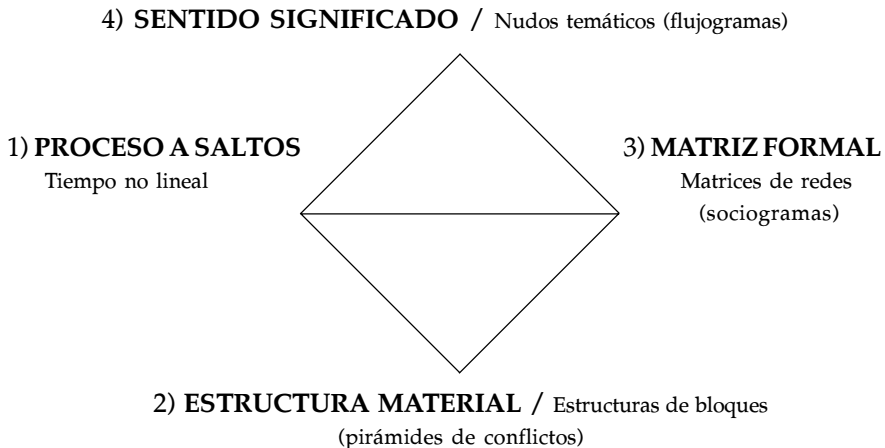 4) SENTIDO SIGNIFICADO / Nudos temáticos (flujogramas)
1) PROCESO A SALTOS
Tiempo no lineal
3) MATRIZ FORMAL
Matrices de redes
(sociogramas)
2) ESTRUCTURA MATERIAL / Estructuras de bloques
(pirámides de conflictos)